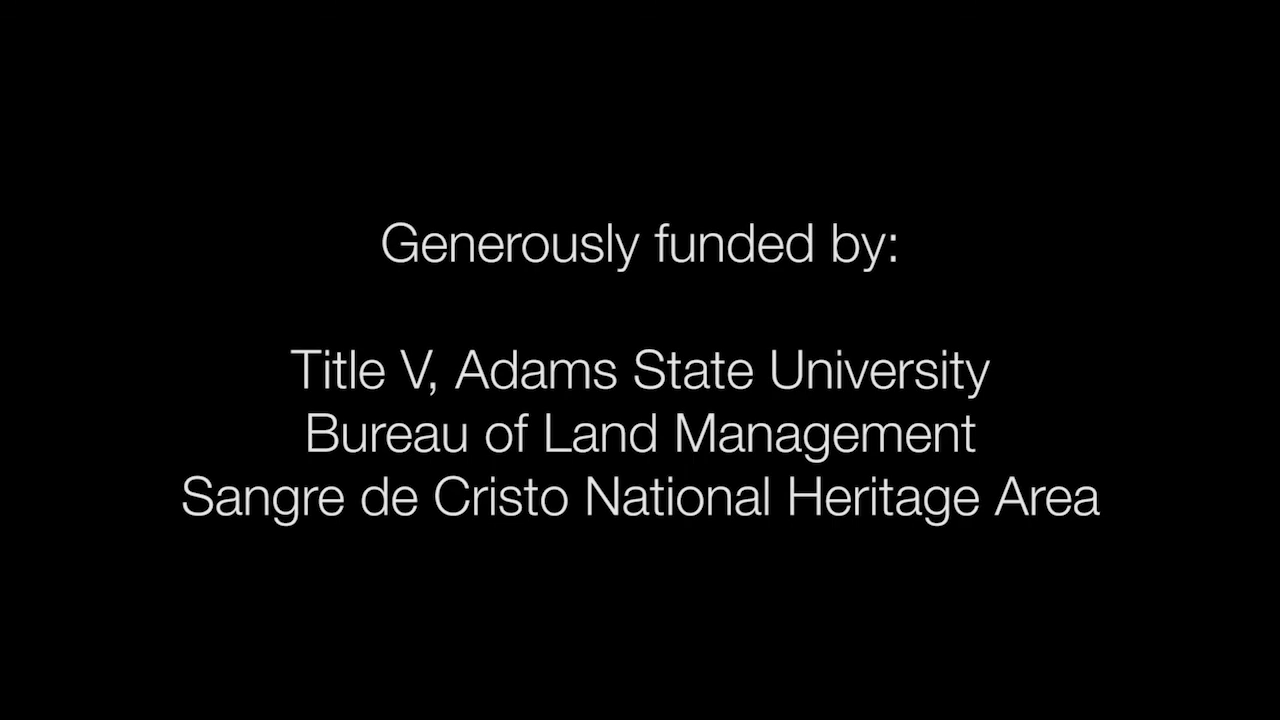 Generously funded by:
Title V, Adams State University
Bureau of Land Management
Sangre de Cristo National Heritage Area